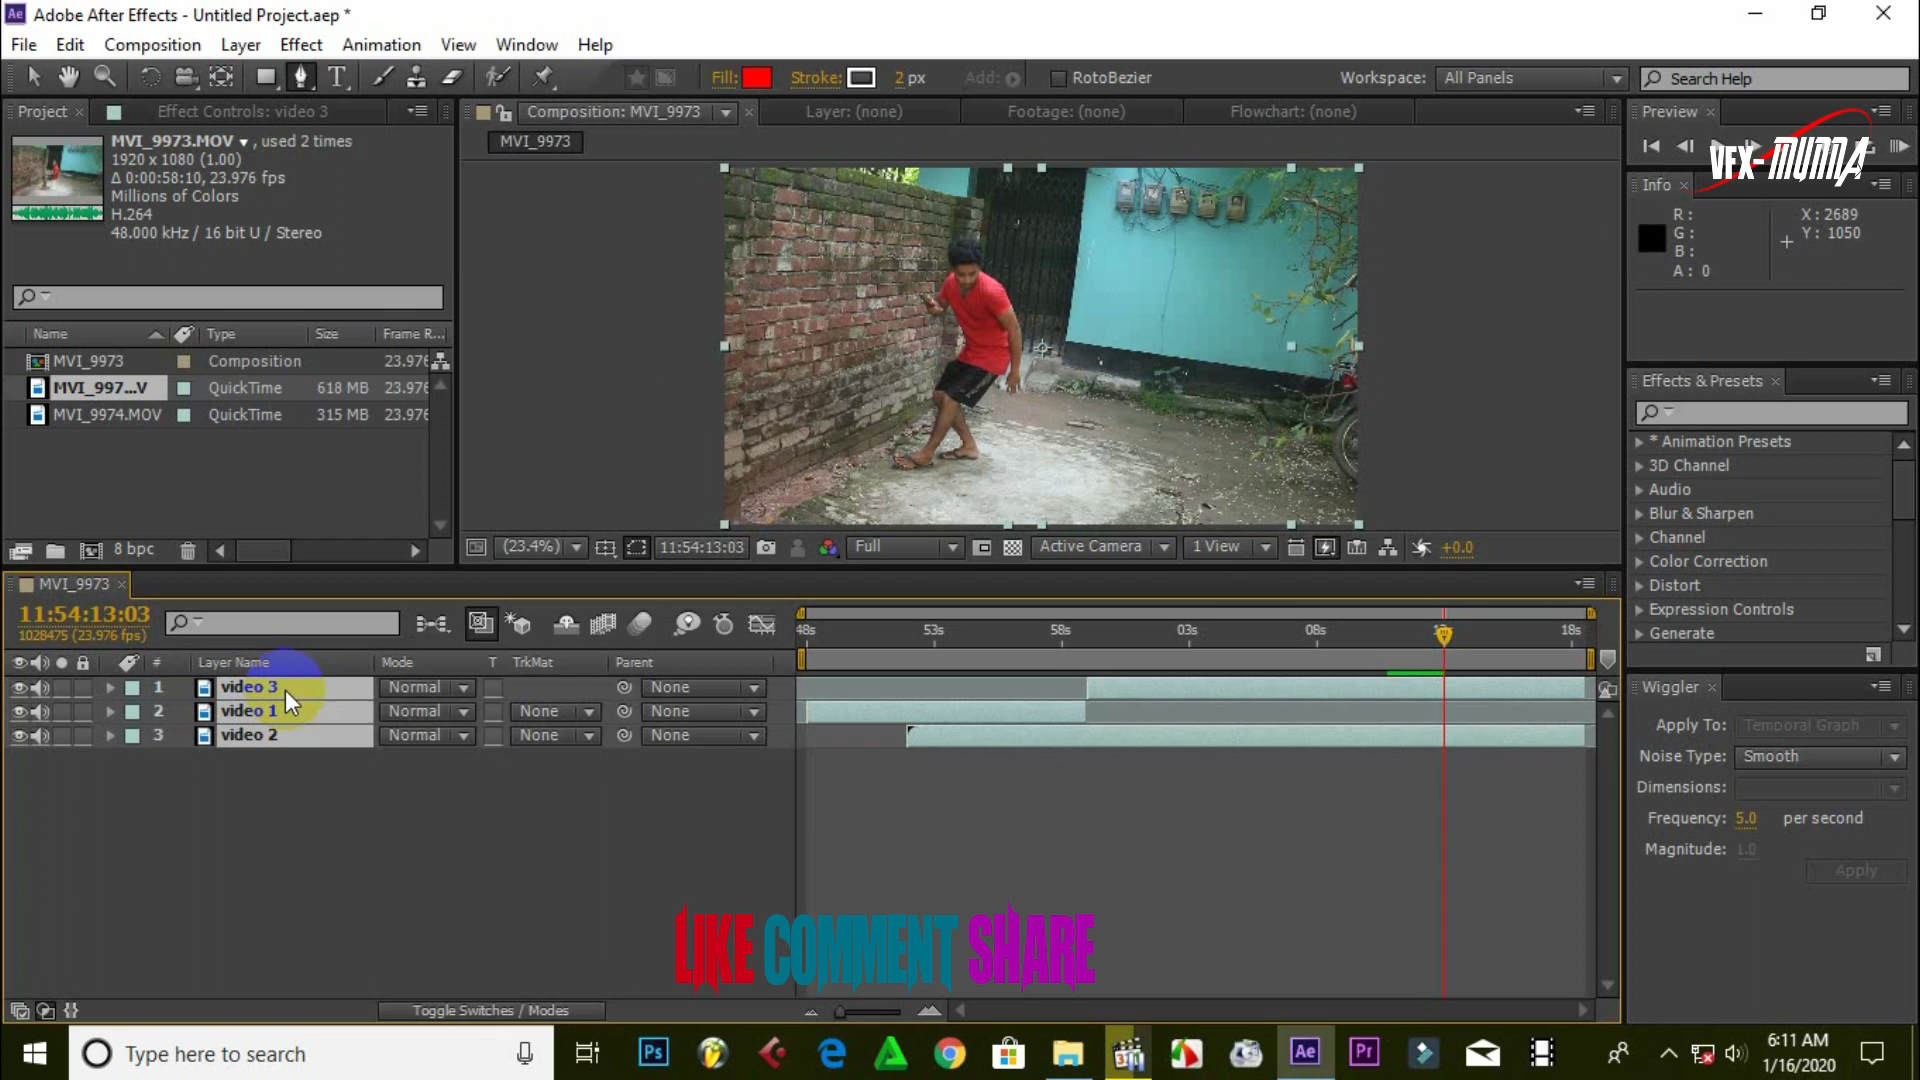 Adobe After Effects - Untitled Project.aep *
File Edit Composition Layer Effect Animation View Window Help
Fill: Stroke: 2 px Add: RotoBezier Workspace: All Panels Search Help
Project Effect Controls: video 3 Composition: MVI_9973 Layer: (none) Footage: (none) Flowchart: (none) Preview
MVI_9973
VFX-MUMA
MVI_9973.MOV , used 2 times
1920 x 1080 (1.00)
Δ 0:00:58:10, 23.976 fps
Millions of Colors
H.264
48.000 kHz / 16 bit U / Stereo
Info
R: X: 2689
G: Y: 1050
B:
A: 0
Name Type Size Frame R...
MVI_9973 Composition 23.976
MVI_997...V QuickTime 618 MB 23.976
MVI_9974.MOV QuickTime 315 MB 23.976
8 bpc
(23.4%) 11:54:13:03 Full Active Camera 1 View +0.0
Effects & Presets
* Animation Presets
3D Channel
Audio
Blur & Sharpen
Channel
Color Correction
Distort
Expression Controls
Generate
MVI_9973
11:54:13:03
1028475 (23.976 fps)
48s 53s 58s 03s 08s 18s
# Layer Name Mode T TrkMat Parent
1 video 3 Normal None
2 video 1 Normal None None
3 video 2 Normal None None
Wiggler
Apply To: Temporal Graph
Noise Type: Smooth
Dimensions:
Frequency: 5.0 per second
Magnitude: 1.0
Apply
LIKE COMMENT SHARE
Toggle Switches / Modes
Type here to search
Ps Ae Pr
6:11 AM
1/16/2020